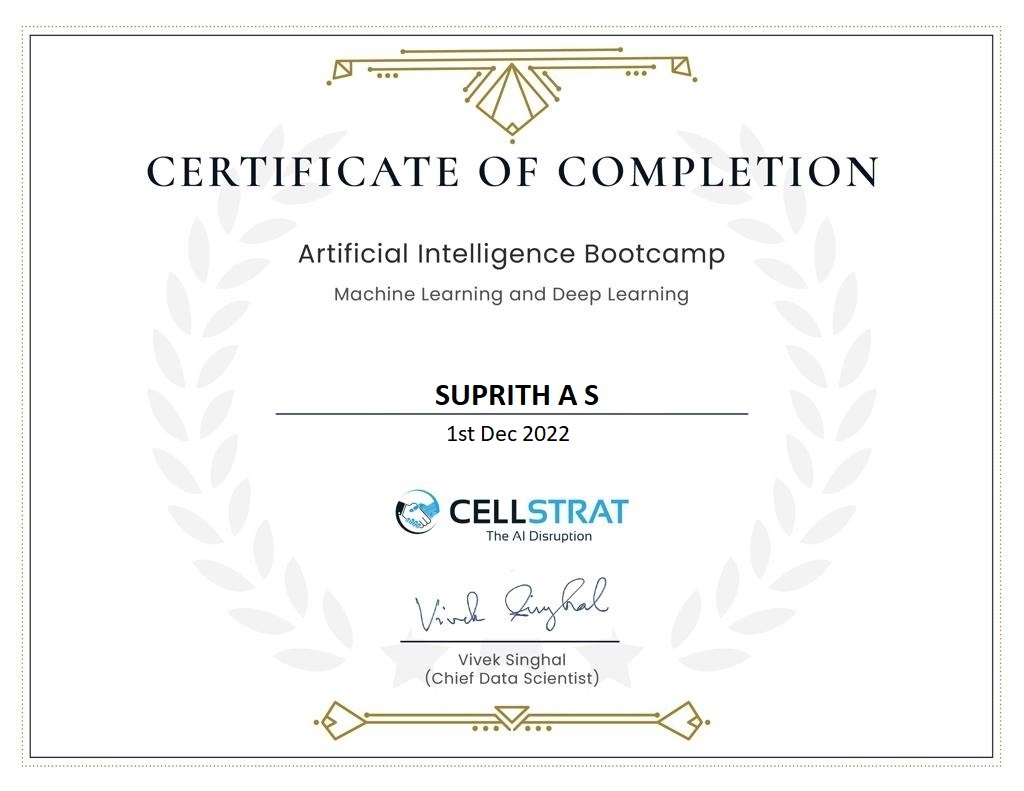 CERTIFICATE OF COMPLETION
Artificial Intelligence Bootcamp
Machine Learning and Deep Learning
SUPRITH A S
1st Dec 2022
CELLSTRAT
The AI Disruption
Vivek Singhal
Vivek Singhal
(Chief Data Scientist)